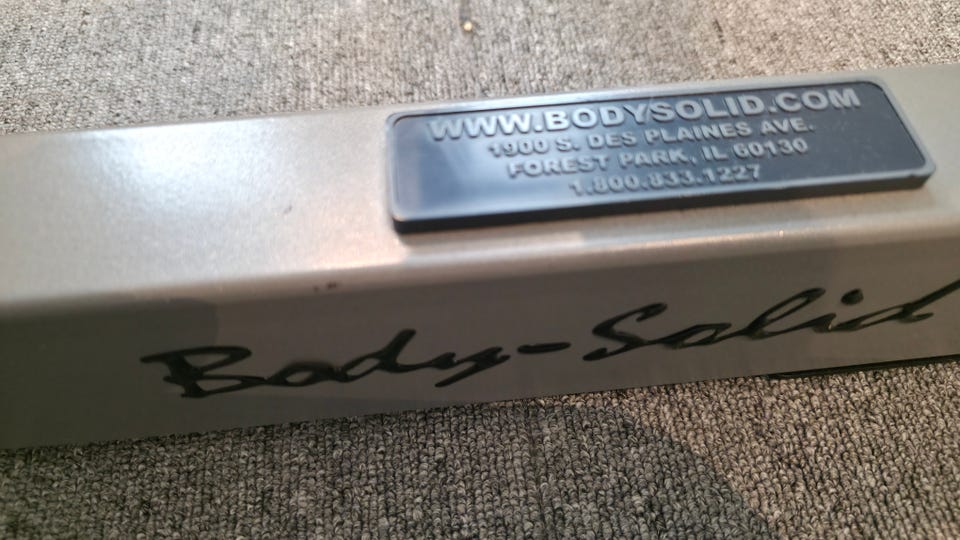 WWW.BODYSOLID.COM
1900 S. DES PLAINES AVE.
FOREST PARK, IL 60130
1.800.833.1227
Body-Solid